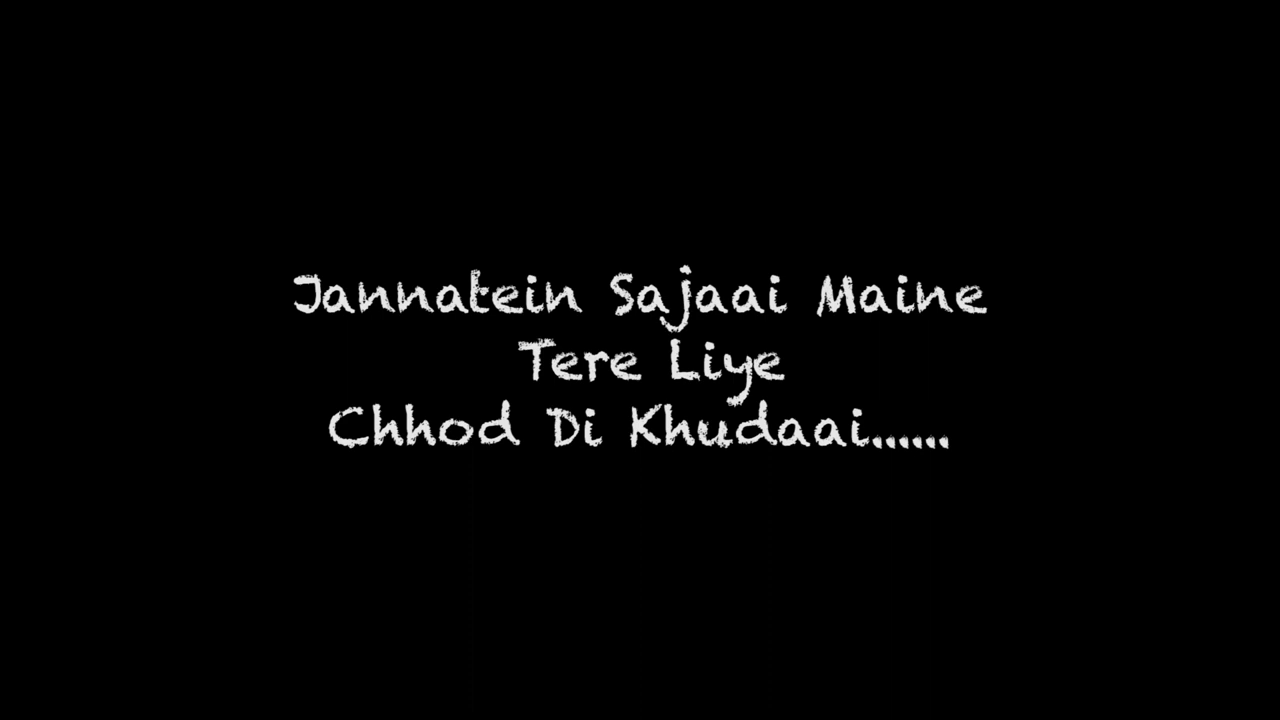 Jannatein Sajaai Maine
Tere Liye
Chhod Di Khudaai......